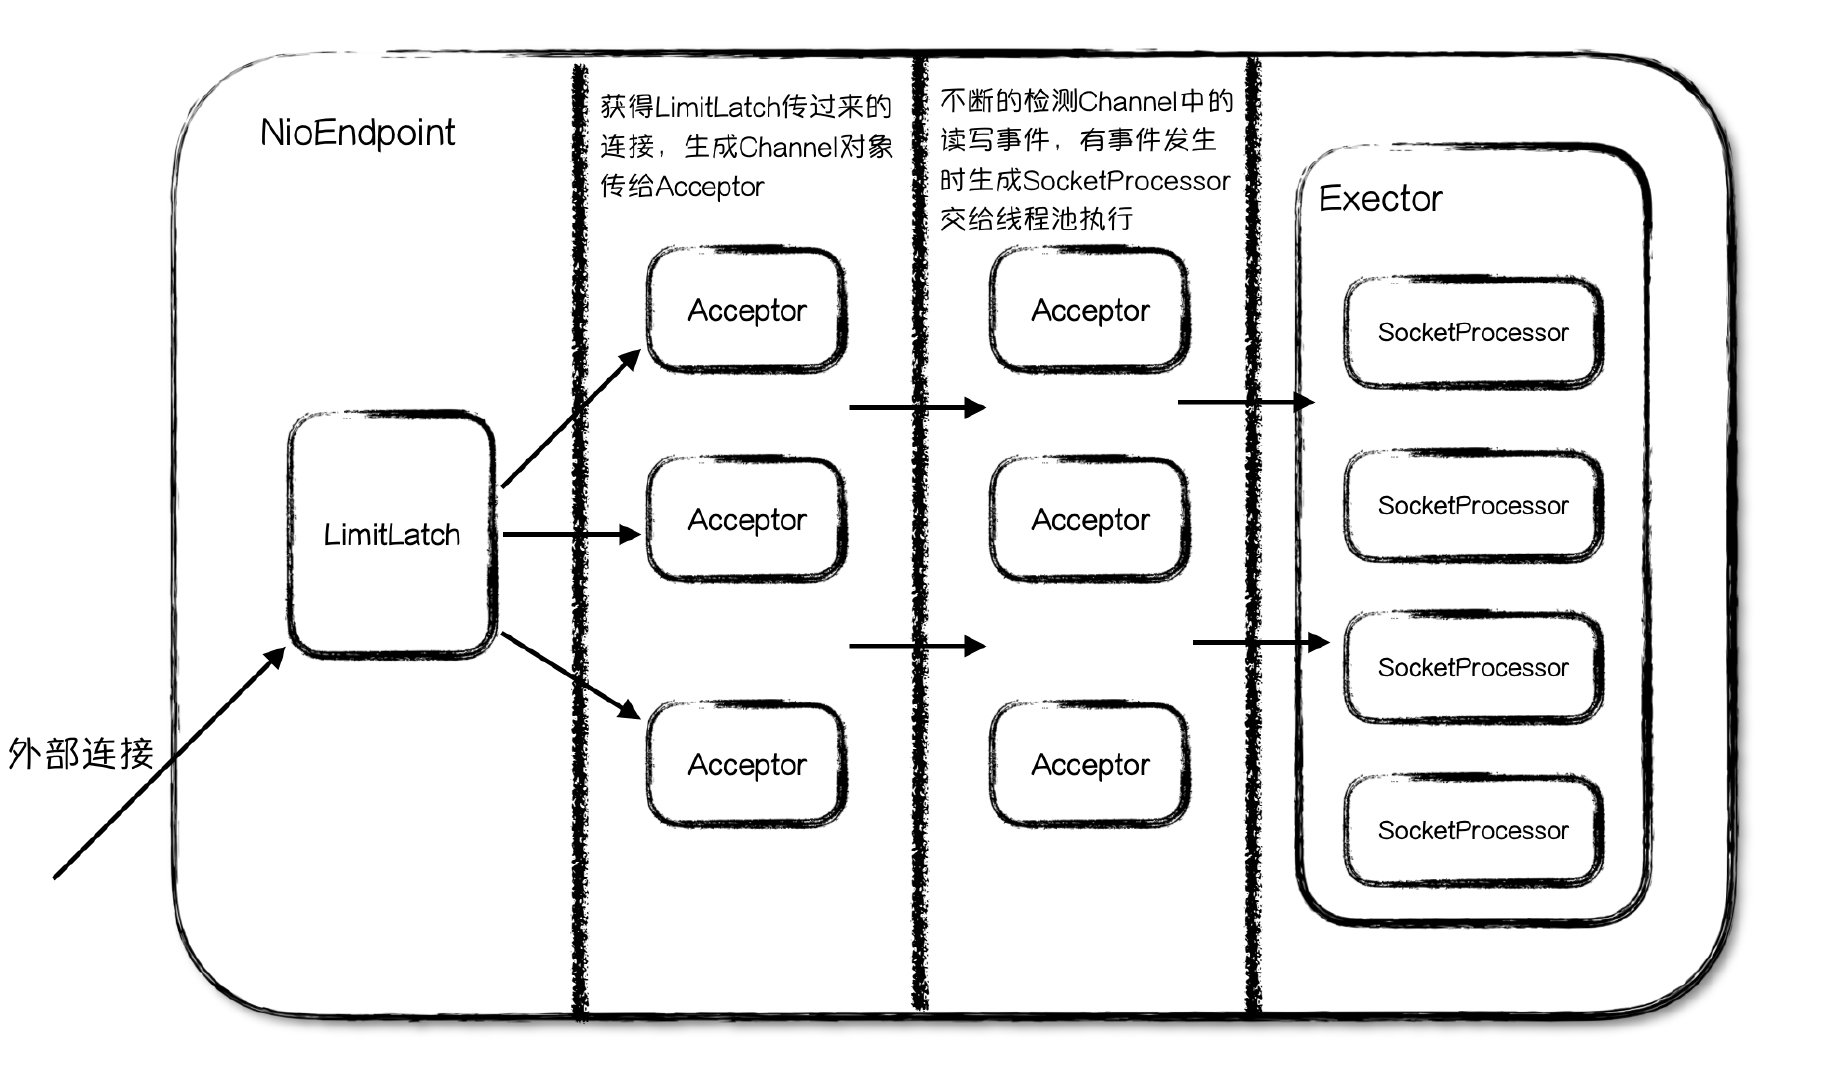 NioEndpoint
外部连接
LimitLatch
获得LimitLatch传过来的
连接，生成Channel对象
传给Acceptor
Acceptor
Acceptor
Acceptor
不断的检测Channel中的
读写事件，有事件发生
时生成SocketProcessor
交给线程池执行
Acceptor
Acceptor
Acceptor
Exector
SocketProcessor
SocketProcessor
SocketProcessor
SocketProcessor